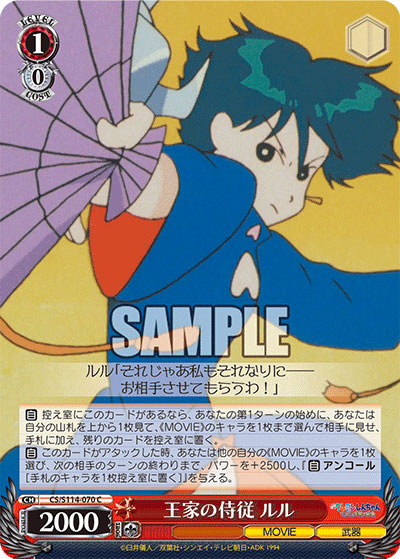 LEVEL
1
0
COST
SAMPLE
ルル「それじゃあ私もそれなりに――
お相手させてもらうわ！」
自 控え室にこのカードがあるなら、あなたの第1ターンの始めに、あなたは
自分の山札を上から1枚見て、《MOVIE》のキャラを1枚まで選んで相手に見せ、
手札に加え、残りのカードを控え室に置く。
自 このカードがアタックした時、あなたは他の自分の《MOVIE》のキャラを1枚
選び、次の相手のターンの終わりまで、パワーを+2500し、『自 アンコール
［手札のキャラを1枚控え室に置く］』を与える。
CH CS/S114-070 C
2000
王家の侍従 ルル
MOVIE
武器
©臼井儀人／双葉社・シンエイ・テレビ朝日・ADK 1994